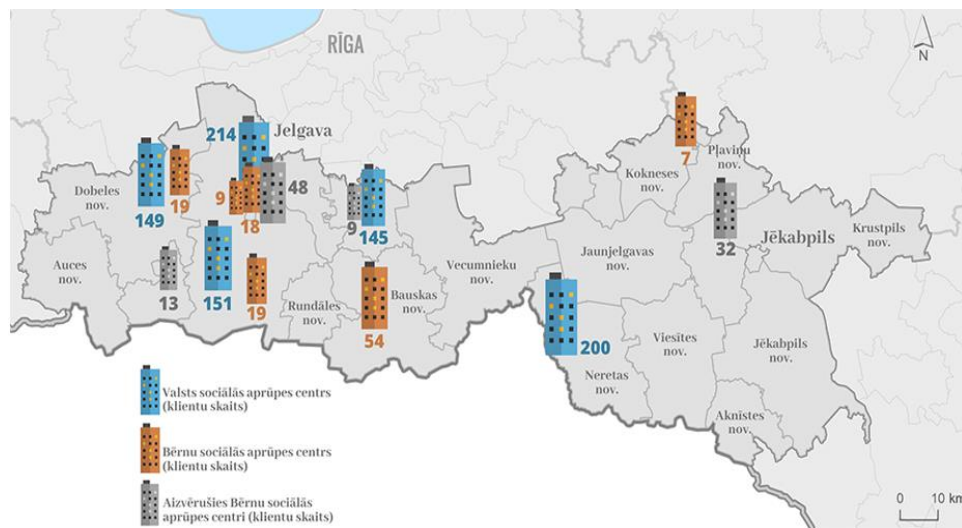 RĪGA
N
214
Jelgava
7
Pļaviņu
nov.
Kokneses
nov.
Dobeles
nov.
149
19
9
18
48
9
145
32
Jēkabpils
Krustpils
nov.
Jaunjelgavas
nov.
Auces
nov.
13
151
19
Rundāles
nov.
54
Bauskas
nov.
Vecumnieku
nov.
200
Neretas
nov.
Viesītes
nov.
Jēkabpils
nov.
Aknīstes
nov.
Valsts sociālās aprūpes centrs
(klientu skaits)
Bērnu sociālās aprūpes centrs
(klientu skaits)
Aizvērušies Bērnu sociālās
aprūpes centri (klientu skaits)
0 10 km